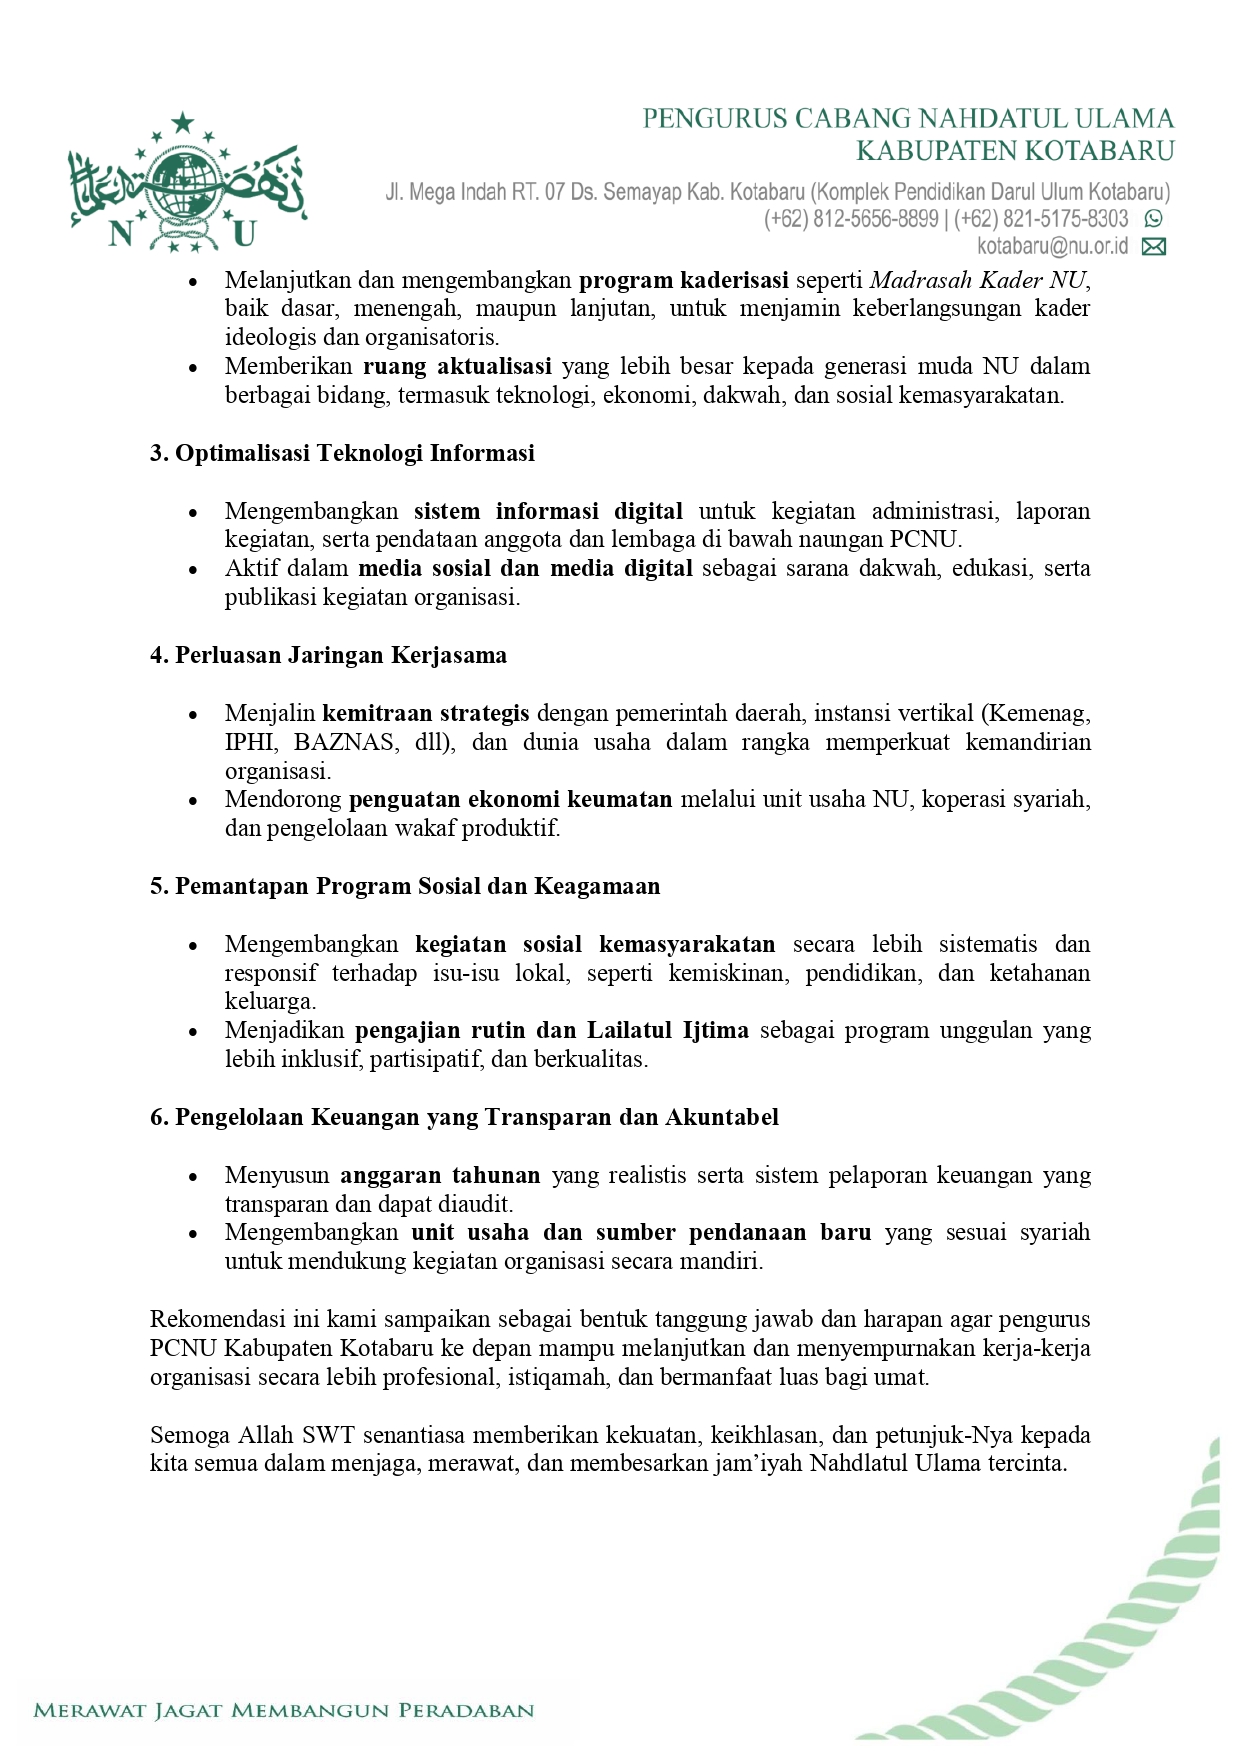 PENGURUS CABANG NAHDATUL ULAMA
KABUPATEN KOTABARU
Jl. Mega Indah RT. 07 Ds. Semayap Kab. Kotabaru (Komplek Pendidikan Darul Ulum Kotabaru)
(+62) 812-5656-8899 | (+62) 821-5175-8303
kotabaru@nu.or.id
نهضة العلماء
N U
• Melanjutkan dan mengembangkan program kaderisasi seperti Madrasah Kader NU,
baik dasar, menengah, maupun lanjutan, untuk menjamin keberlangsungan kader
ideologis dan organisatoris.
• Memberikan ruang aktualisasi yang lebih besar kepada generasi muda NU dalam
berbagai bidang, termasuk teknologi, ekonomi, dakwah, dan sosial kemasyarakatan.
3. Optimalisasi Teknologi Informasi
• Mengembangkan sistem informasi digital untuk kegiatan administrasi, laporan
kegiatan, serta pendataan anggota dan lembaga di bawah naungan PCNU.
• Aktif dalam media sosial dan media digital sebagai sarana dakwah, edukasi, serta
publikasi kegiatan organisasi.
4. Perluasan Jaringan Kerjasama
• Menjalin kemitraan strategis dengan pemerintah daerah, instansi vertikal (Kemenag,
IPHI, BAZNAS, dll), dan dunia usaha dalam rangka memperkuat kemandirian
organisasi.
• Mendorong penguatan ekonomi keumatan melalui unit usaha NU, koperasi syariah,
dan pengelolaan wakaf produktif.
5. Pemantapan Program Sosial dan Keagamaan
• Mengembangkan kegiatan sosial kemasyarakatan secara lebih sistematis dan
responsif terhadap isu-isu lokal, seperti kemiskinan, pendidikan, dan ketahanan
keluarga.
• Menjadikan pengajian rutin dan Lailatul Ijtima sebagai program unggulan yang
lebih inklusif, partisipatif, dan berkualitas.
6. Pengelolaan Keuangan yang Transparan dan Akuntabel
• Menyusun anggaran tahunan yang realistis serta sistem pelaporan keuangan yang
transparan dan dapat diaudit.
• Mengembangkan unit usaha dan sumber pendanaan baru yang sesuai syariah
untuk mendukung kegiatan organisasi secara mandiri.
Rekomendasi ini kami sampaikan sebagai bentuk tanggung jawab dan harapan agar pengurus
PCNU Kabupaten Kotabaru ke depan mampu melanjutkan dan menyempurnakan kerja-kerja
organisasi secara lebih profesional, istiqamah, dan bermanfaat luas bagi umat.
Semoga Allah SWT senantiasa memberikan kekuatan, keikhlasan, dan petunjuk-Nya kepada
kita semua dalam menjaga, merawat, dan membesarkan jam’iyah Nahdlatul Ulama tercinta.
MERAWAT JAGAT MEMBANGUN PERADABAN